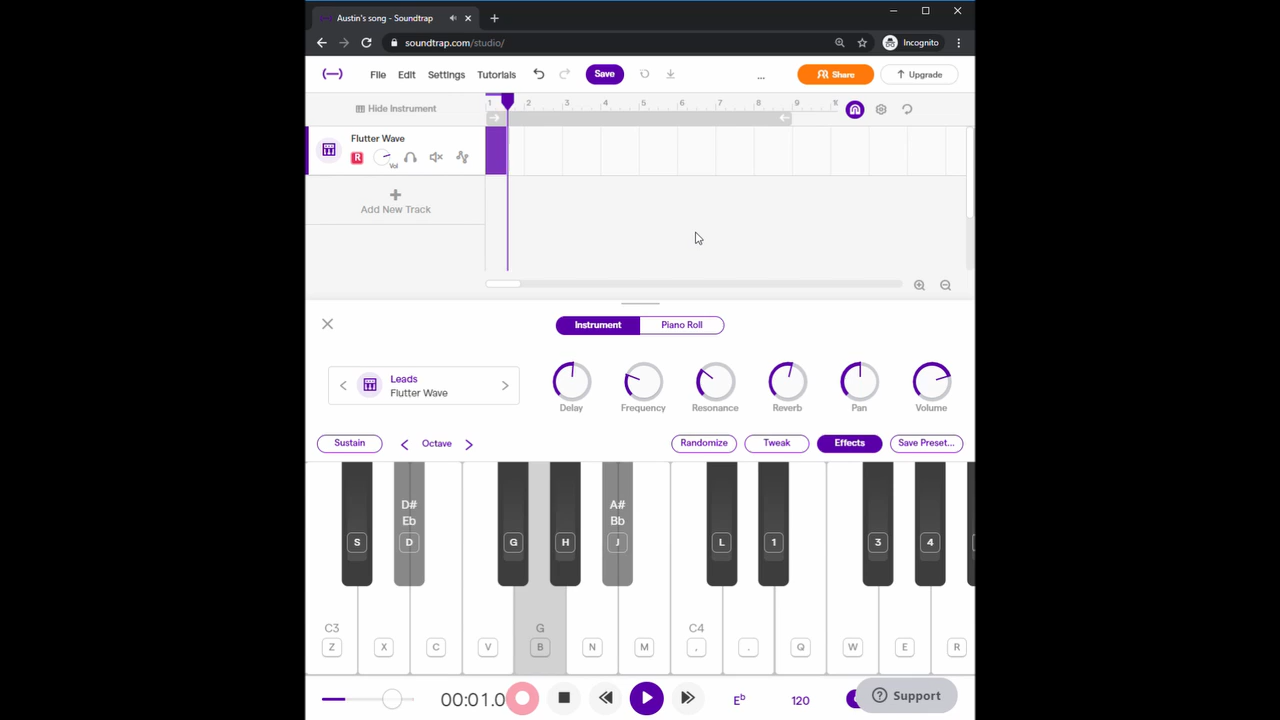 Austin's song - Soundtrap
soundtrap.com/studio/
Incognito
File Edit Settings Tutorials Save ... Share Upgrade
Hide Instrument
1 2 3 4 5 6 7 8 9
Flutter Wave
R Vol
Add New Track
Instrument Piano Roll
Leads
Flutter Wave
Delay Frequency Resonance Reverb Pan Volume
Sustain Octave Randomize Tweak Effects Save Preset...
D# A#
Eb Bb
S D G H J L 1 3 4
C3 G C4
Z X C V B N M , . Q W E R
00:01.0 Eb 120 Support